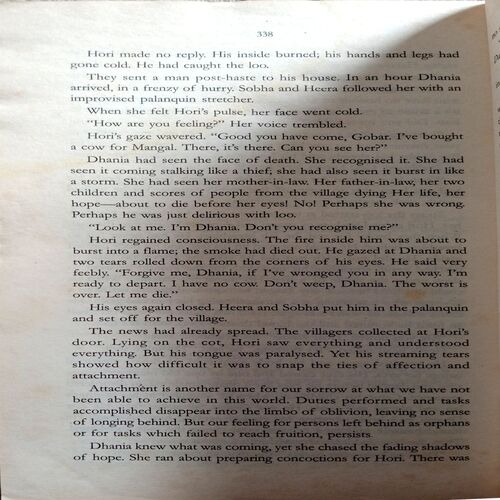 338
Hori made no reply. His inside burned; his hands and legs had
gone cold. He had caught the loo.
They sent a man post-haste to his house. In an hour Dhania
arrived, in a frenzy of hurry. Sobha and Heera followed her with an
improvised palanquin stretcher.
When she felt Hori's pulse, her face went cold.
"How are you feeling?" Her voice trembled.
Hori's gaze wavered. "Good you have come, Gobar. I've bought
a cow for Mangal. There, it's there. Can you see her?"
Dhania had seen the face of death. She recognised it. She had
seen it coming stalking like a thief; she had also seen it burst in like
a storm. She had seen her mother-in-law. Her father-in-law, her two
children and scores of people from the village dying Her life, her
hope—about to die before her eyes! No! Perhaps she was wrong.
Perhaps he was just delirious with loo.
"Look at me. I'm Dhania. Don't you recognise me?"
Hori regained consciousness. The fire inside him was about to
burst into a flame; the smoke had died out. He gazed at Dhania and
two tears rolled down from the corners of his eyes. He said very
feebly. "Forgive me, Dhania, if I've wronged you in any way. I'm
ready to depart. I have no cow. Don't weep, Dhania. The worst is
over. Let me die."
His eyes again closed. Heera and Sobha put him in the palanquin
and set off for the village.
The news had already spread. The villagers collected at Hori's
door. Lying on the cot, Hori saw everything and understood
everything. But his tongue was paralysed. Yet his streaming tears
showed how difficult it was to snap the ties of affection and
attachment.
Attachment is another name for our sorrow at what we have not
been able to achieve in this world. Duties performed and tasks
accomplished disappear into the limbo of oblivion, leaving no sense
of longing behind. But our feeling for persons left behind as orphans
or for tasks which failed to reach fruition, persists
Dhania knew what was coming, yet she chased the fading shadows
of hope. She ran about preparing concoctions for Hori. There was